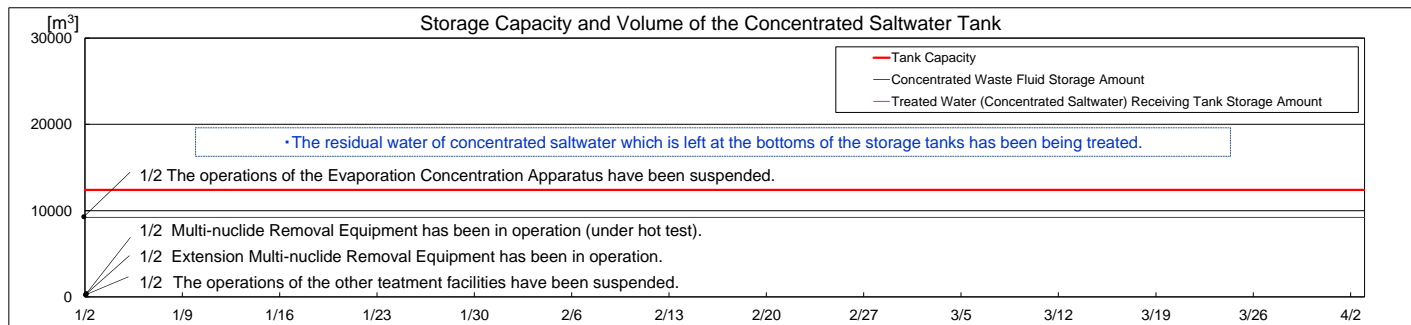 Storage Capacity and Volume of the Concentrated Saltwater Tank
[m³]
30000
Tank Capacity
Concentrated Waste Fluid Storage Amount
Treated Water (Concentrated Saltwater) Receiving Tank Storage Amount
20000
・The residual water of concentrated saltwater which is left at the bottoms of the storage tanks has been being treated.
1/2 The operations of the Evaporation Concentration Apparatus have been suspended.
10000
1/2 Multi-nuclide Removal Equipment has been in operation (under hot test).
1/2 Extension Multi-nuclide Removal Equipment has been in operation.
1/2 The operations of the other teatment facilities have been suspended.
0
1/2 1/9 1/16 1/23 1/30 2/6 2/13 2/20 2/27 3/5 3/12 3/19 3/26 4/2